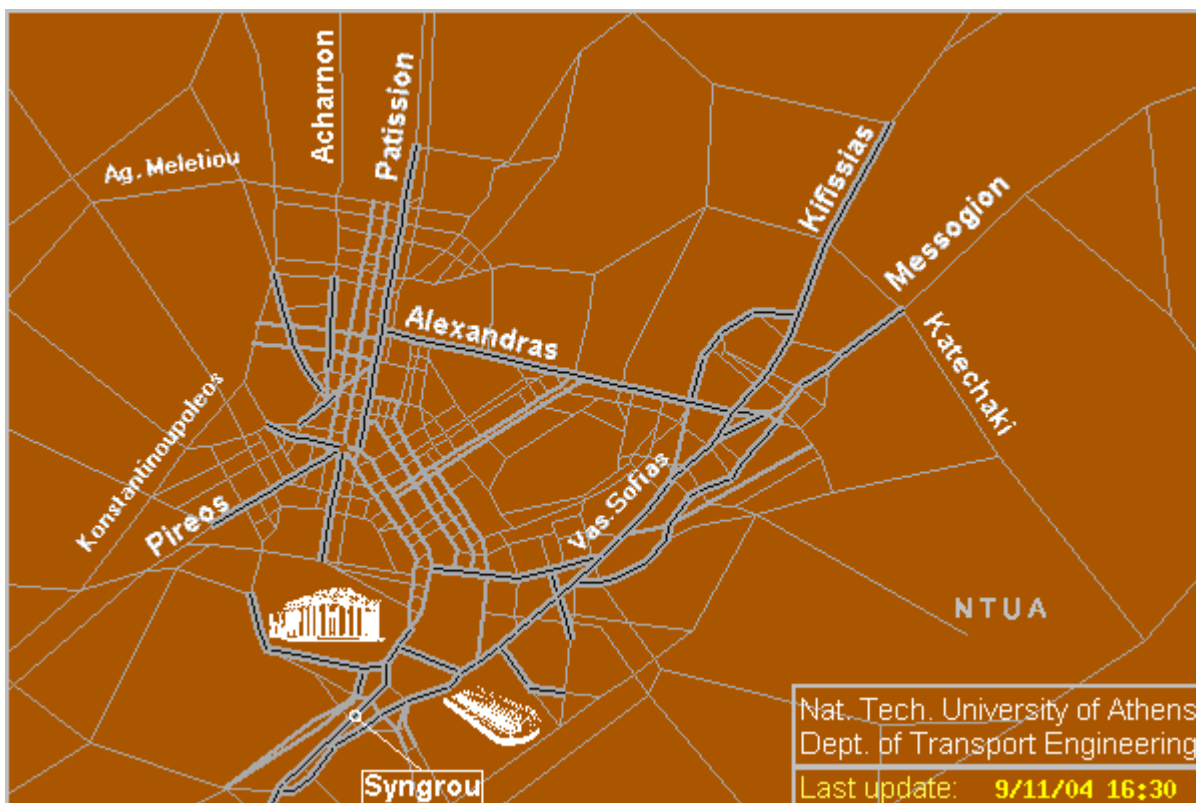 Acharnon
Patission
Ag. Meletiou
Kifissias
Messogion
Alexandras
Katechaki
Konstantinoupoleos
Pireos
Vas. Sofias
NTUA
Nat. Tech. University of Athens
Dept. of Transport Engineering
Syngrou
Last update: 9/11/04 16:30